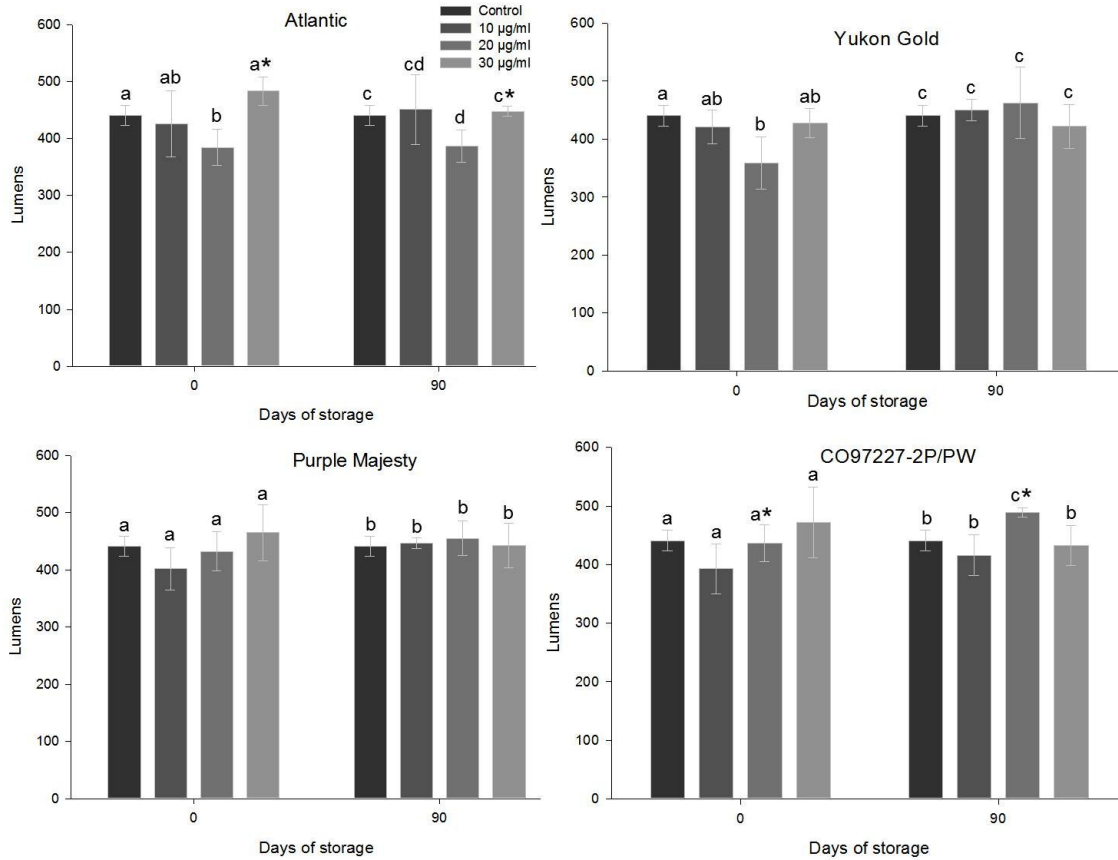 Atlantic
Control
10 µg/ml
20 µg/ml
30 µg/ml
600
500
400
300
200
100
0
Lumens
a
ab
b
a*
c
cd
d
c*
0
90
Days of storage
Yukon Gold
600
500
400
300
200
100
0
Lumens
a
ab
b
ab
c
c
c
c
0
90
Days of storage
Purple Majesty
600
500
400
300
200
100
0
Lumens
a
a
a
a
b
b
b
b
0
90
Days of storage
CO97227-2P/PW
600
500
400
300
200
100
0
Lumens
a
a
a*
a
b
b
c*
b
0
90
Days of storage